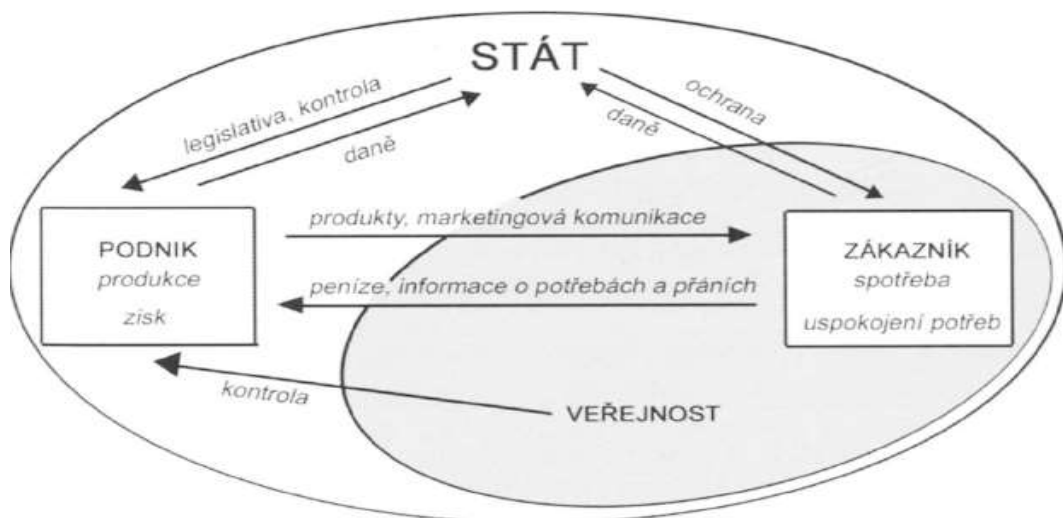 STÁT
legislativa, kontrola
daně
daně
ochrana
PODNIK
produkce
zisk
produkty, marketingová komunikace
peníze, informace o potřebách a přáních
ZÁKAZNÍK
spotřeba
uspokojení potřeb
kontrola
VEŘEJNOST